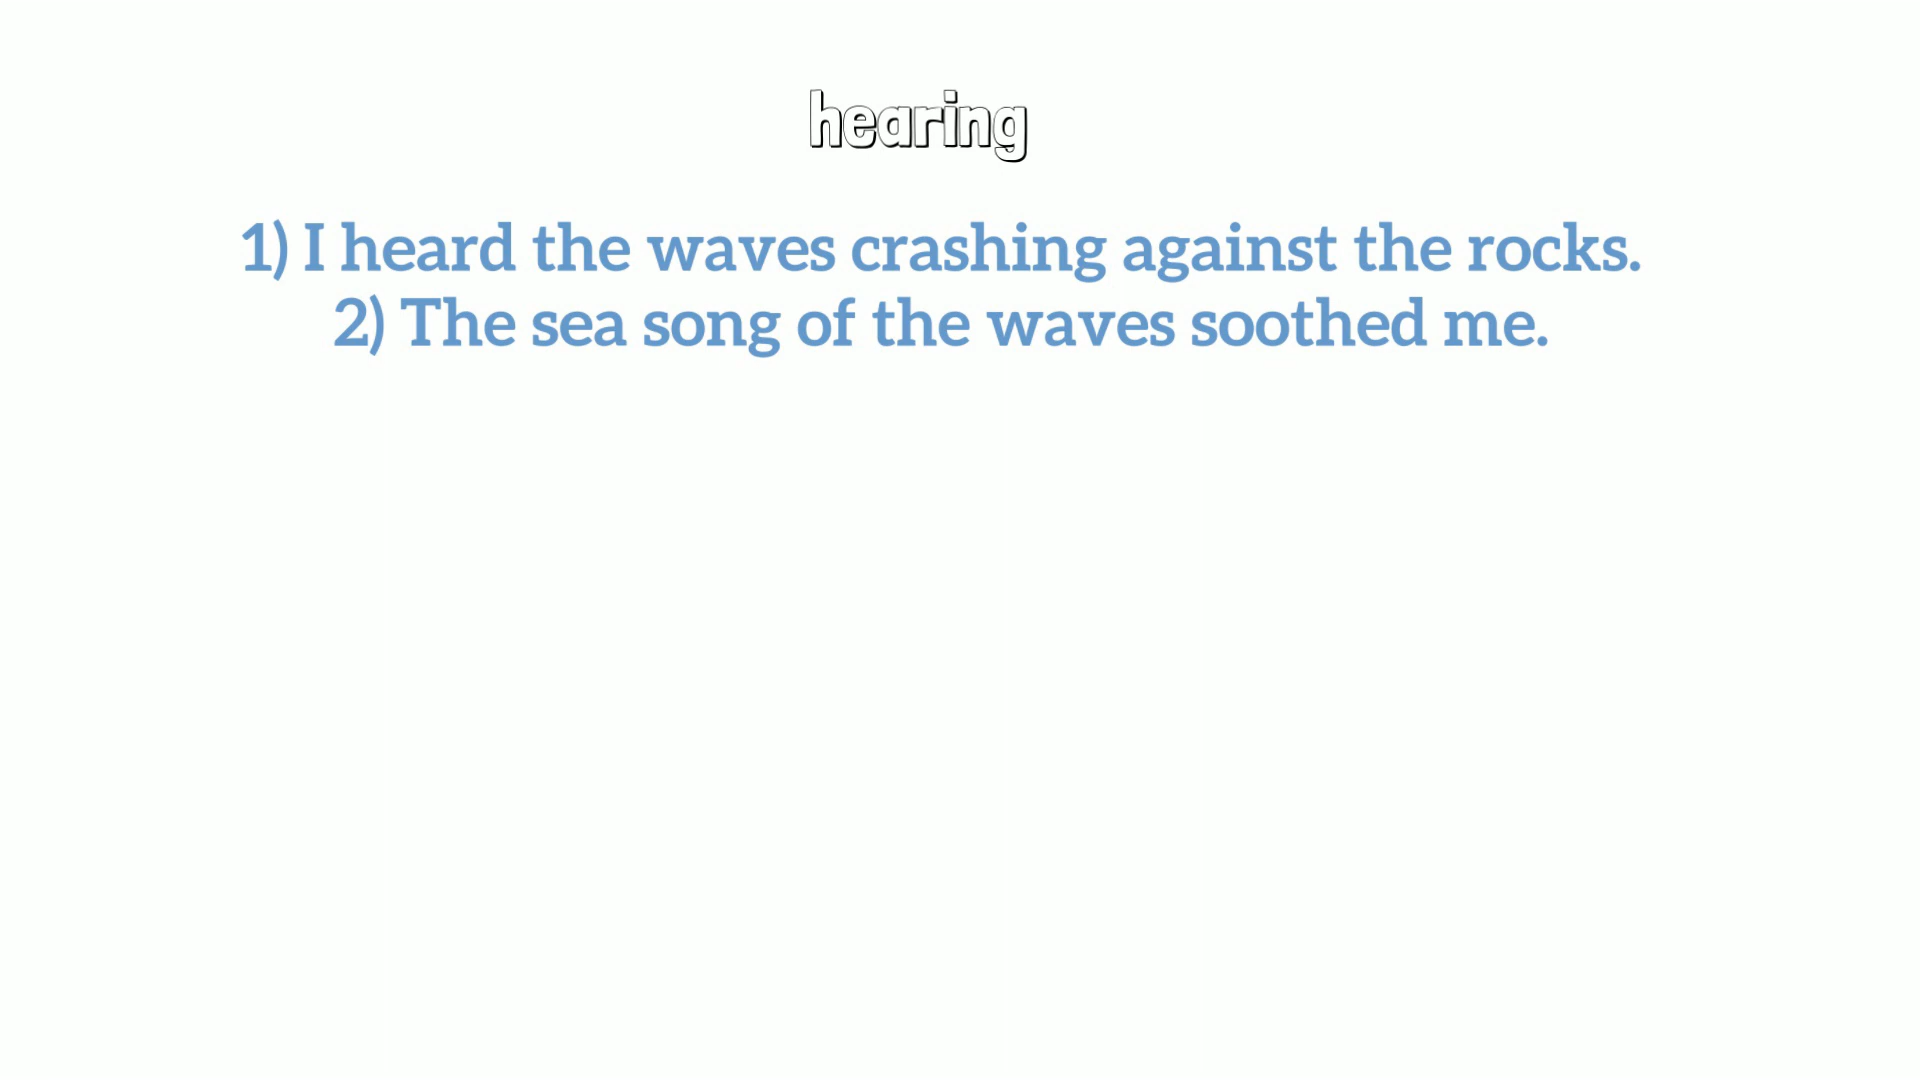 hearing
1) I heard the waves crashing against the rocks.
2) The sea song of the waves soothed me.